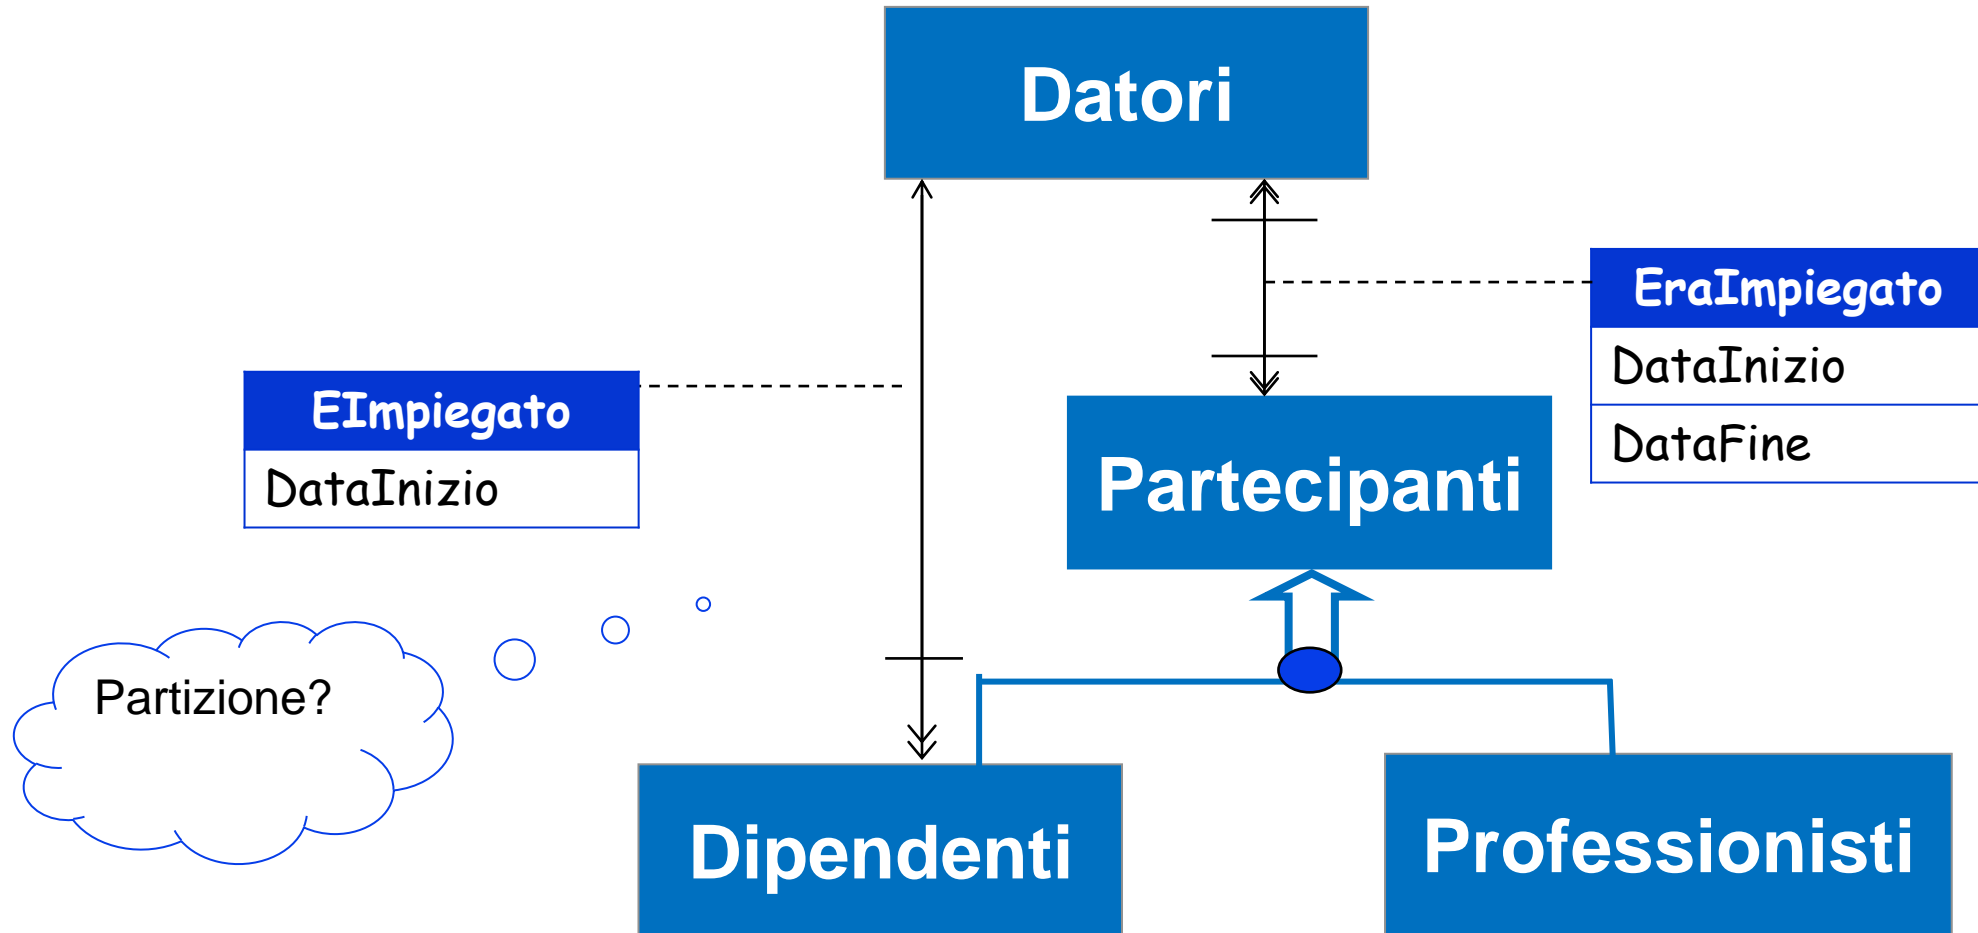 Datori
EraImpiegato
DataInizio
DataFine
EImpiegato
DataInizio
Partecipanti
Partizione?
Dipendenti
Professionisti